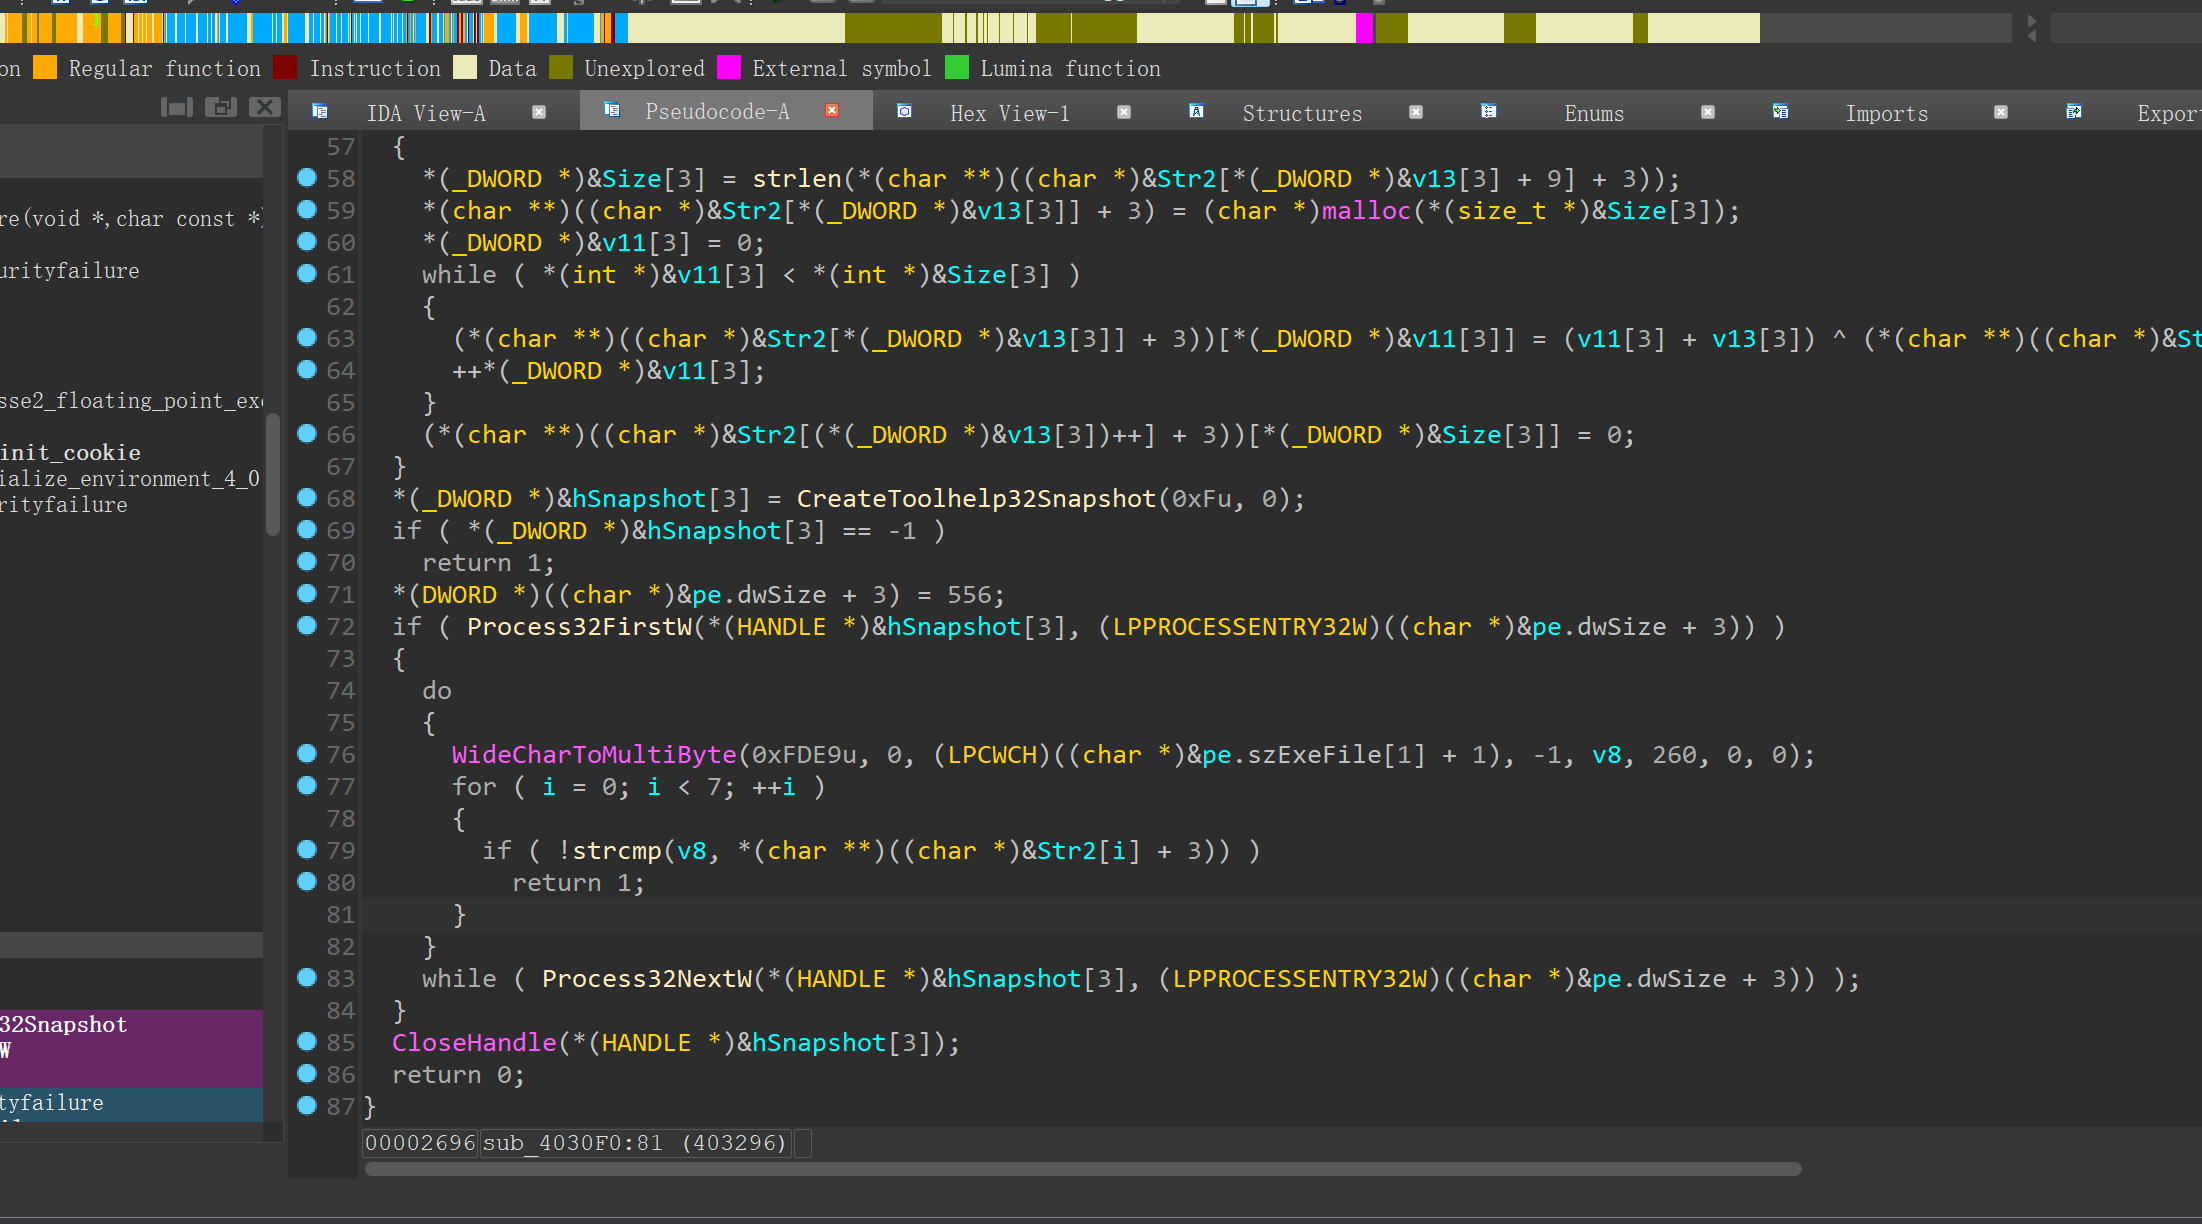 on Regular function Instruction Data Unexplored External symbol Lumina function
IDA View-A Pseudocode-A Hex View-1 Structures Enums Imports Expor
re(void *,char const *)
urityfailure
sse2_floating_point_exc
init_cookie
ialize_environment_4_0
rityfailure
32Snapshot
W
tyfailure
57 {
58 *(_DWORD *)&Size[3] = strlen(*(char **)((char *)&Str2[*(_DWORD *)&v13[3] + 9] + 3));
59 *(char **)((char *)&Str2[*(_DWORD *)&v13[3]] + 3) = (char *)malloc(*(size_t *)&Size[3]);
60 *(_DWORD *)&v11[3] = 0;
61 while ( *(int *)&v11[3] < *(int *)&Size[3] )
62 {
63 (*(char **)((char *)&Str2[*(_DWORD *)&v13[3]] + 3))[*(_DWORD *)&v11[3]] = (v11[3] + v13[3]) ^ (*(char **)((char *)&St
64 ++*(_DWORD *)&v11[3];
65 }
66 (*(char **)((char *)&Str2[(*(_DWORD *)&v13[3])++] + 3))[*(_DWORD *)&Size[3]] = 0;
67 }
68 *(_DWORD *)&hSnapshot[3] = CreateToolhelp32Snapshot(0xFu, 0);
69 if ( *(_DWORD *)&hSnapshot[3] == -1 )
70 return 1;
71 *(DWORD *)((char *)&pe.dwSize + 3) = 556;
72 if ( Process32FirstW(*(HANDLE *)&hSnapshot[3], (LPPROCESSENTRY32W)((char *)&pe.dwSize + 3)) )
73 {
74 do
75 {
76 WideCharToMultiByte(0xFDE9u, 0, (LPCWCH)((char *)&pe.szExeFile[1] + 1), -1, v8, 260, 0, 0);
77 for ( i = 0; i < 7; ++i )
78 {
79 if ( !strcmp(v8, *(char **)((char *)&Str2[i] + 3)) )
80 return 1;
81 }
82 }
83 while ( Process32NextW(*(HANDLE *)&hSnapshot[3], (LPPROCESSENTRY32W)((char *)&pe.dwSize + 3)) );
84 }
85 CloseHandle(*(HANDLE *)&hSnapshot[3]);
86 return 0;
87 }
00002696 sub_4030F0:81 (403296)